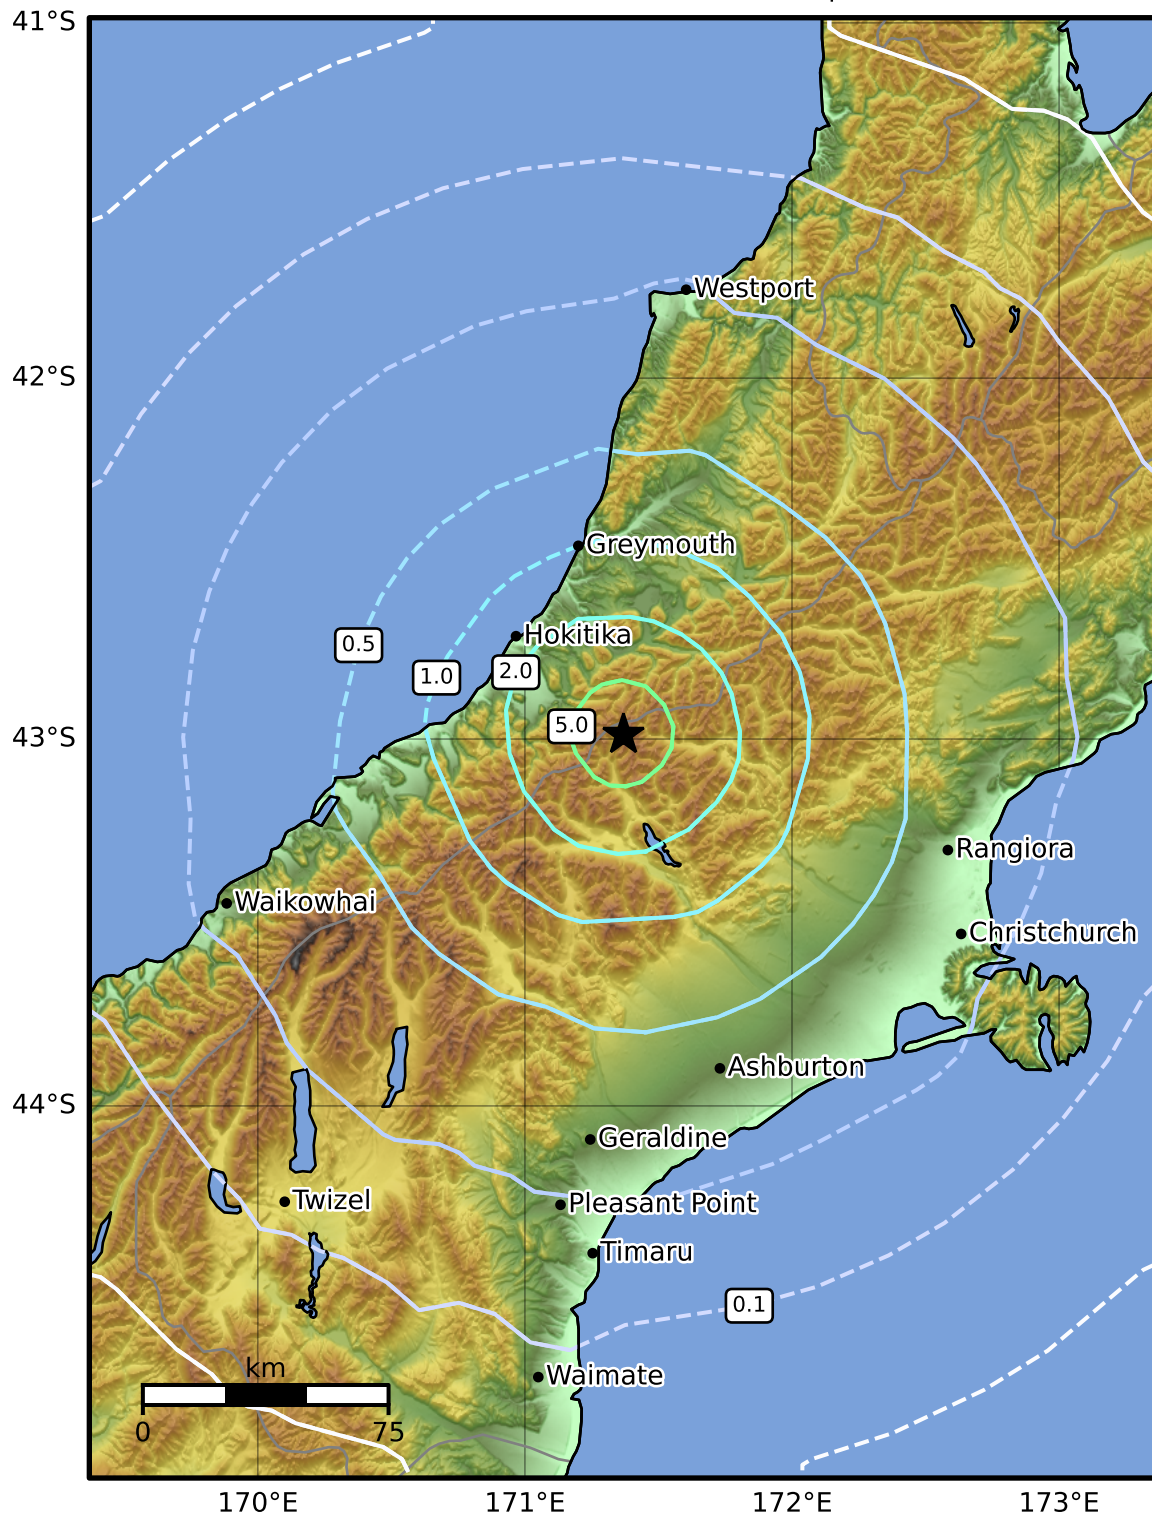 41°S
Westport
42°S
Greymouth
Hokitika
0.5
1.0
2.0
5.0
43°S
Rangiora
Waikowhai
Christchurch
Ashburton
44°S
Geraldine
Twizel
Pleasant Point
Timaru
0.1
km
Waimate
0
75
170°E
171°E
172°E
173°E